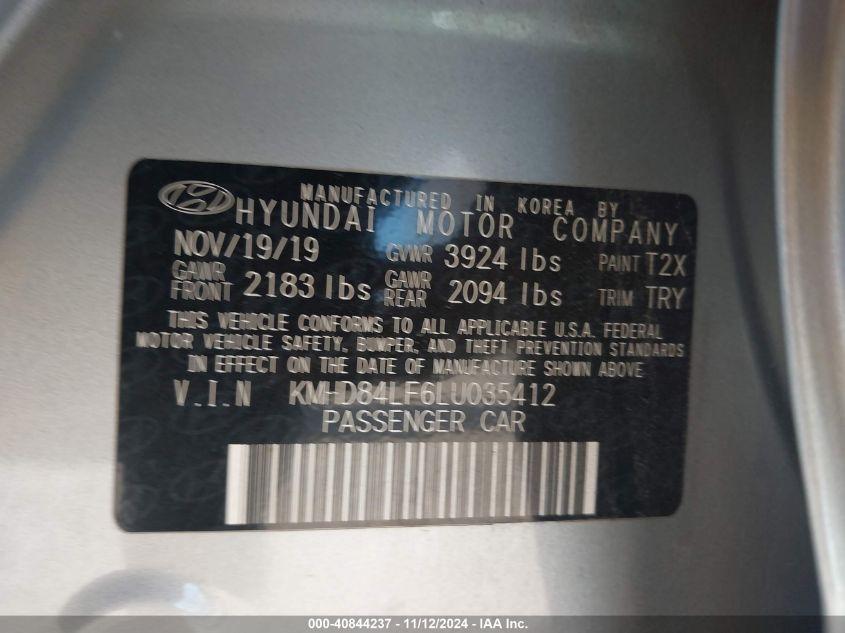 MANUFACTURED IN KOREA BY
HYUNDAI MOTOR COMPANY
NOV/19/19 GVWR 3924 lbs PAINT T2X
GAWR FRONT 2183 lbs GAWR REAR 2094 lbs TRIM TRY
THIS VEHICLE CONFORMS TO ALL APPLICABLE U.S.A. FEDERAL
MOTOR VEHICLE SAFETY, BUMPER, AND THEFT PREVENTION STANDARDS
IN EFFECT ON THE DATE OF MANUFACTURE SHOWN ABOVE
V.I.N KMHD84LF6LU035412
PASSENGER CAR
000-40844237 - 11/12/2024 - IAA Inc.